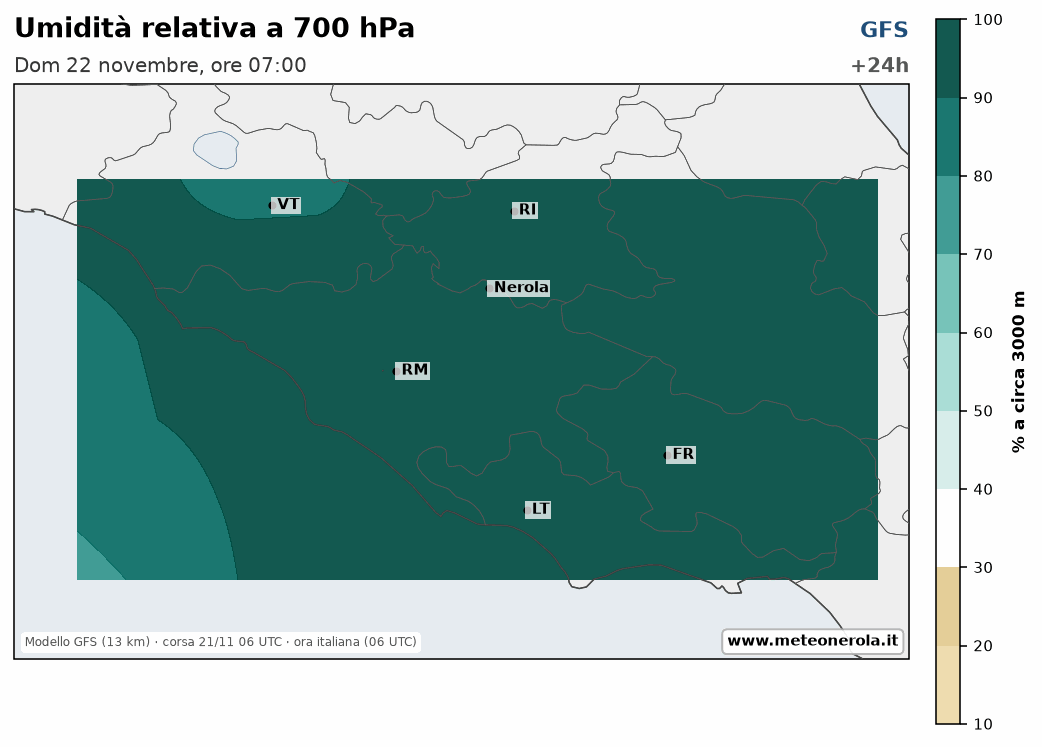 Umidità relativa a 700 hPa
GFS
Dom 22 novembre, ore 07:00
+24h
VT
RI
Nerola
RM
FR
LT
Modello GFS (13 km) · corsa 21/11 06 UTC · ora italiana (06 UTC)
www.meteonerola.it
100
90
80
70
60
50
40
30
20
10
% a circa 3000 m